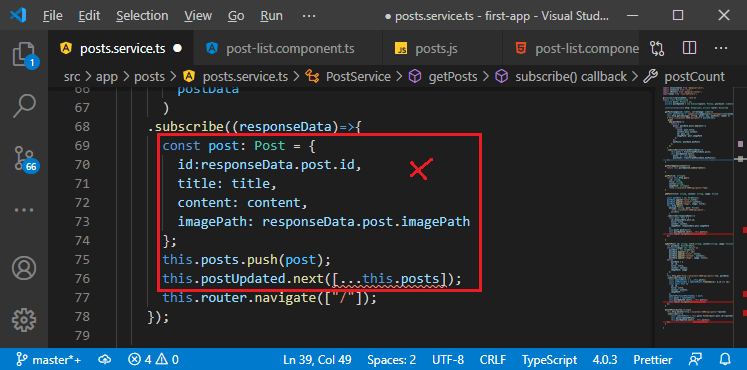 File Edit Selection View Go Run ··· posts.service.ts - first-app - Visual Stud...
posts.service.ts post-list.component.ts posts.js post-list.compone
src > app > posts > posts.service.ts > PostService > getPosts > subscribe() callback > postCount
1
66 postData
67 )
68 .subscribe((responseData)=>{
69 const post: Post = {
70 id:responseData.post.id,
71 title: title,
72 content: content,
73 imagePath: responseData.post.imagePath
74 };
75 this.posts.push(post);
76 this.postUpdated.next([...this.posts]);
77 this.router.navigate(["/"]);
78 });
79
master*+ 4 0 Ln 39, Col 49 Spaces: 2 UTF-8 CRLF TypeScript 4.0.3 Prettier